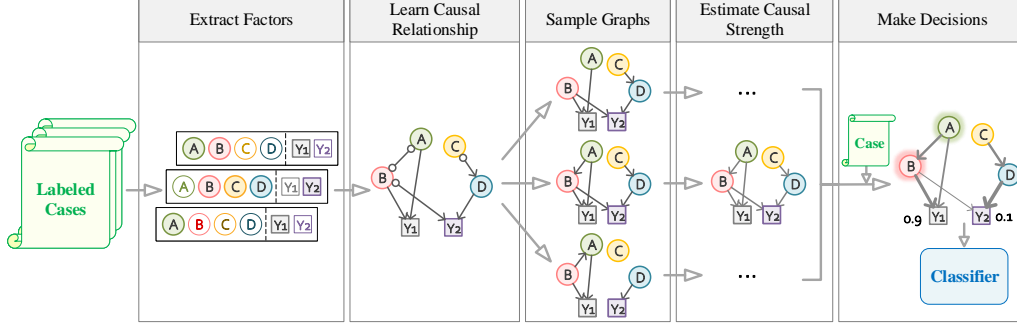 Extract Factors
Learn Causal
Relationship
Sample Graphs
Estimate Causal
Strength
Make Decisions
Labeled
Cases
A B C D Y1 Y2
A B C D Y1 Y2
A B C D Y1 Y2
A
C
B
D
Y1 Y2
A
C
B
D
Y1 Y2
A
C
B
D
Y1 Y2
A
C
B
D
Y1 Y2
...
A
C
B
D
Y1 Y2
...
Case
A
C
B
D
0.9 Y1 Y2 0.1
Classifier